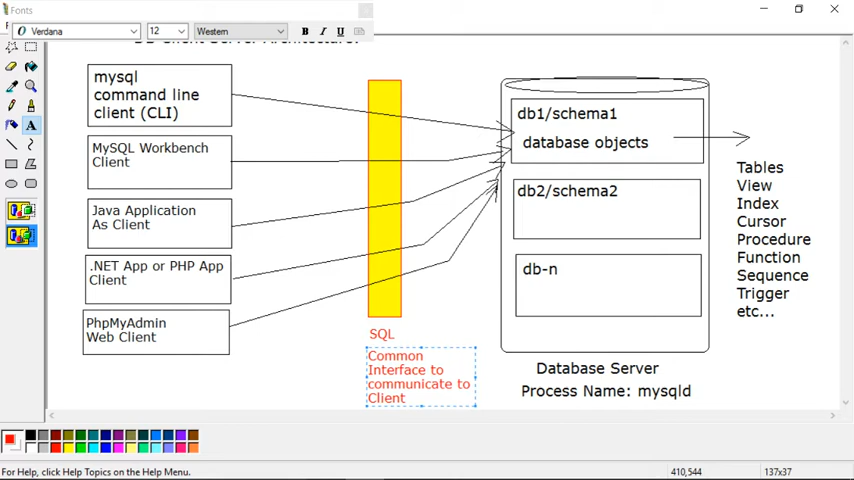 Fonts
Verdana
12
Western
B I U
DB Client Server Architecture:
mysql
command line
client (CLI)
MySQL Workbench
Client
Java Application
As Client
.NET App or PHP App
Client
PhpMyAdmin
Web Client
SQL
Common
Interface to
communicate to
Client
db1/schema1
database objects
db2/schema2
db-n
Database Server
Process Name: mysqld
Tables
View
Index
Cursor
Procedure
Function
Sequence
Trigger
etc...
For Help, click Help Topics on the Help Menu.
410,544
137x37